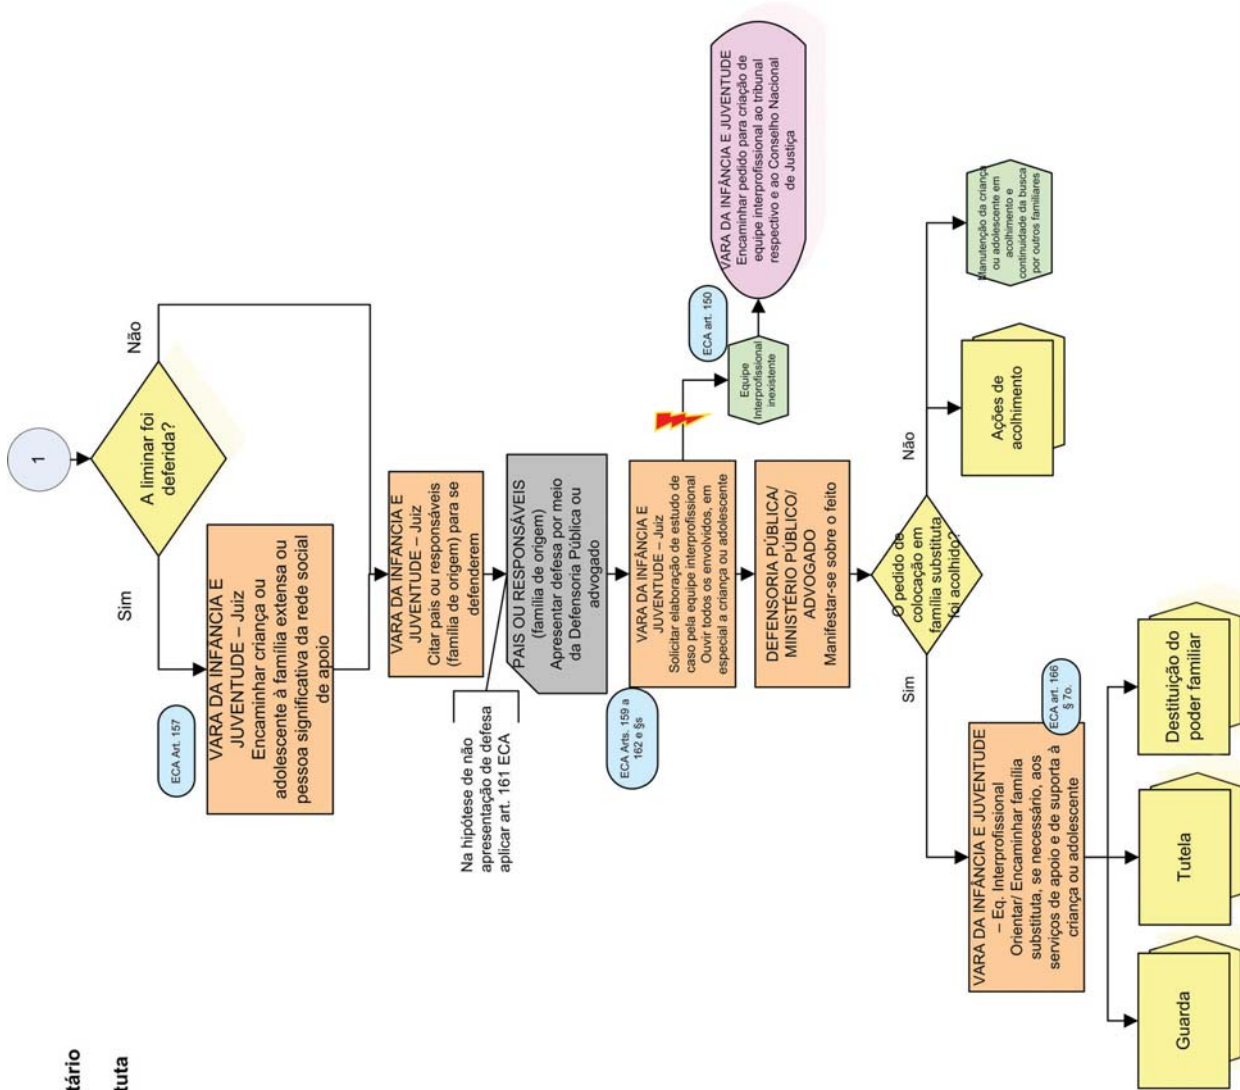 tário
tuta
1
A liminar foi
deferida?
Sim
Não
ECA Art. 157
VARA DA INFÂNCIA E
JUVENTUDE – Juiz
Encaminhar criança ou
adolescente à família extensa ou
pessoa significativa da rede social
de apoio
VARA DA INFÂNCIA E
JUVENTUDE – Juiz
Citar pais ou responsáveis
(família de origem) para se
defenderem
Na hipótese de não
apresentação de defesa
aplicar art. 161 ECA
PAIS OU RESPONSÁVEIS
(família de origem)
Apresentar defesa por meio
da Defensoria Pública ou
advogado
ECA Arts. 159 a
162 e §s
VARA DA INFÂNCIA E
JUVENTUDE – Juiz
Solicitar elaboração de estudo de
caso pela equipe interprofissional
Ouvir todos os envolvidos, em
especial a criança ou adolescente
ECA art. 150
Equipe
Interprofissional
inexistente
VARA DA INFÂNCIA E JUVENTUDE
Encaminhar pedido para criação de
equipe interprofissional ao tribunal
respectivo e ao Conselho Nacional
de Justiça
DEFENSORIA PÚBLICA/
MINISTÉRIO PÚBLICO/
ADVOGADO
Manifestar-se sobre o feito
O pedido de
colocação em
família substituta
foi acolhido?
Sim
Não
Ações de
acolhimento
Manutenção da criança
ou adolescente em
acolhimento e
continuidade da busca
por outros familiares
VARA DA INFÂNCIA E JUVENTUDE
– Eq. Interprofissional
Orientar/ Encaminhar família
substituta, se necessário, aos
serviços de apoio e de suporta à
criança ou adolescente
ECA art. 166
§ 7o.
Guarda
Tutela
Destituição do
poder familiar